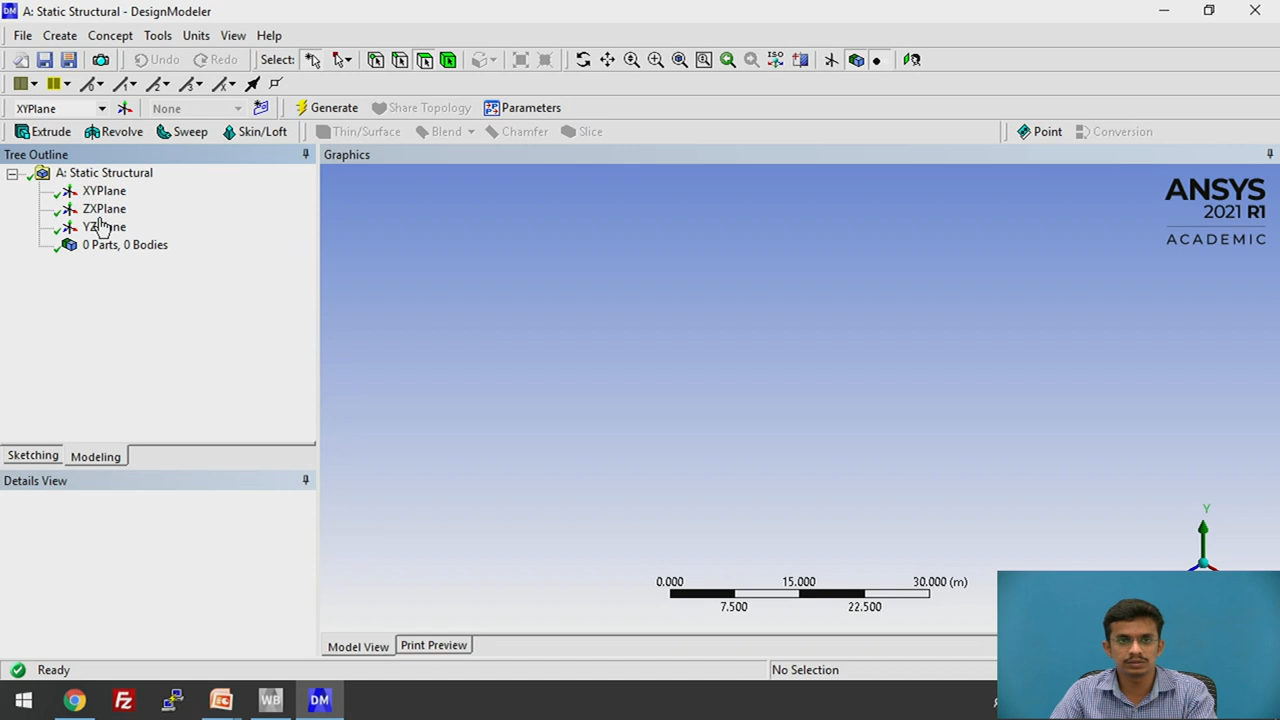 A: Static Structural - DesignModeler
File Create Concept Tools Units View Help
Undo Redo Select: ISO
XYPlane None Generate Share Topology Parameters
Extrude Revolve Sweep Skin/Loft Thin/Surface Blend Chamfer Slice Point Conversion
Tree Outline Graphics
A: Static Structural
XYPlane
ZXPlane
0 Parts, 0 Bodies
ANSYS
2021 R1
ACADEMIC
Sketching Modeling
Details View
Y
0.000 15.000 30.000 (m)
7.500 22.500
Model View Print Preview
Ready No Selection
WB DM